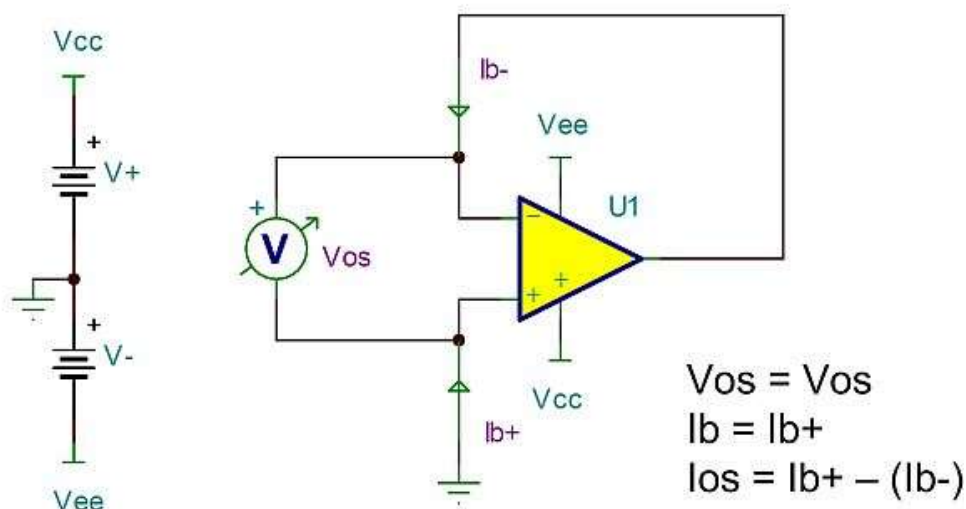 Vcc
+
V+
+
V-
Vee
Ib-
Vee
U1
+
V
Vos
−
+
+
Vcc
Ib+
Vos = Vos
Ib = Ib+
Ios = Ib+ – (Ib-)